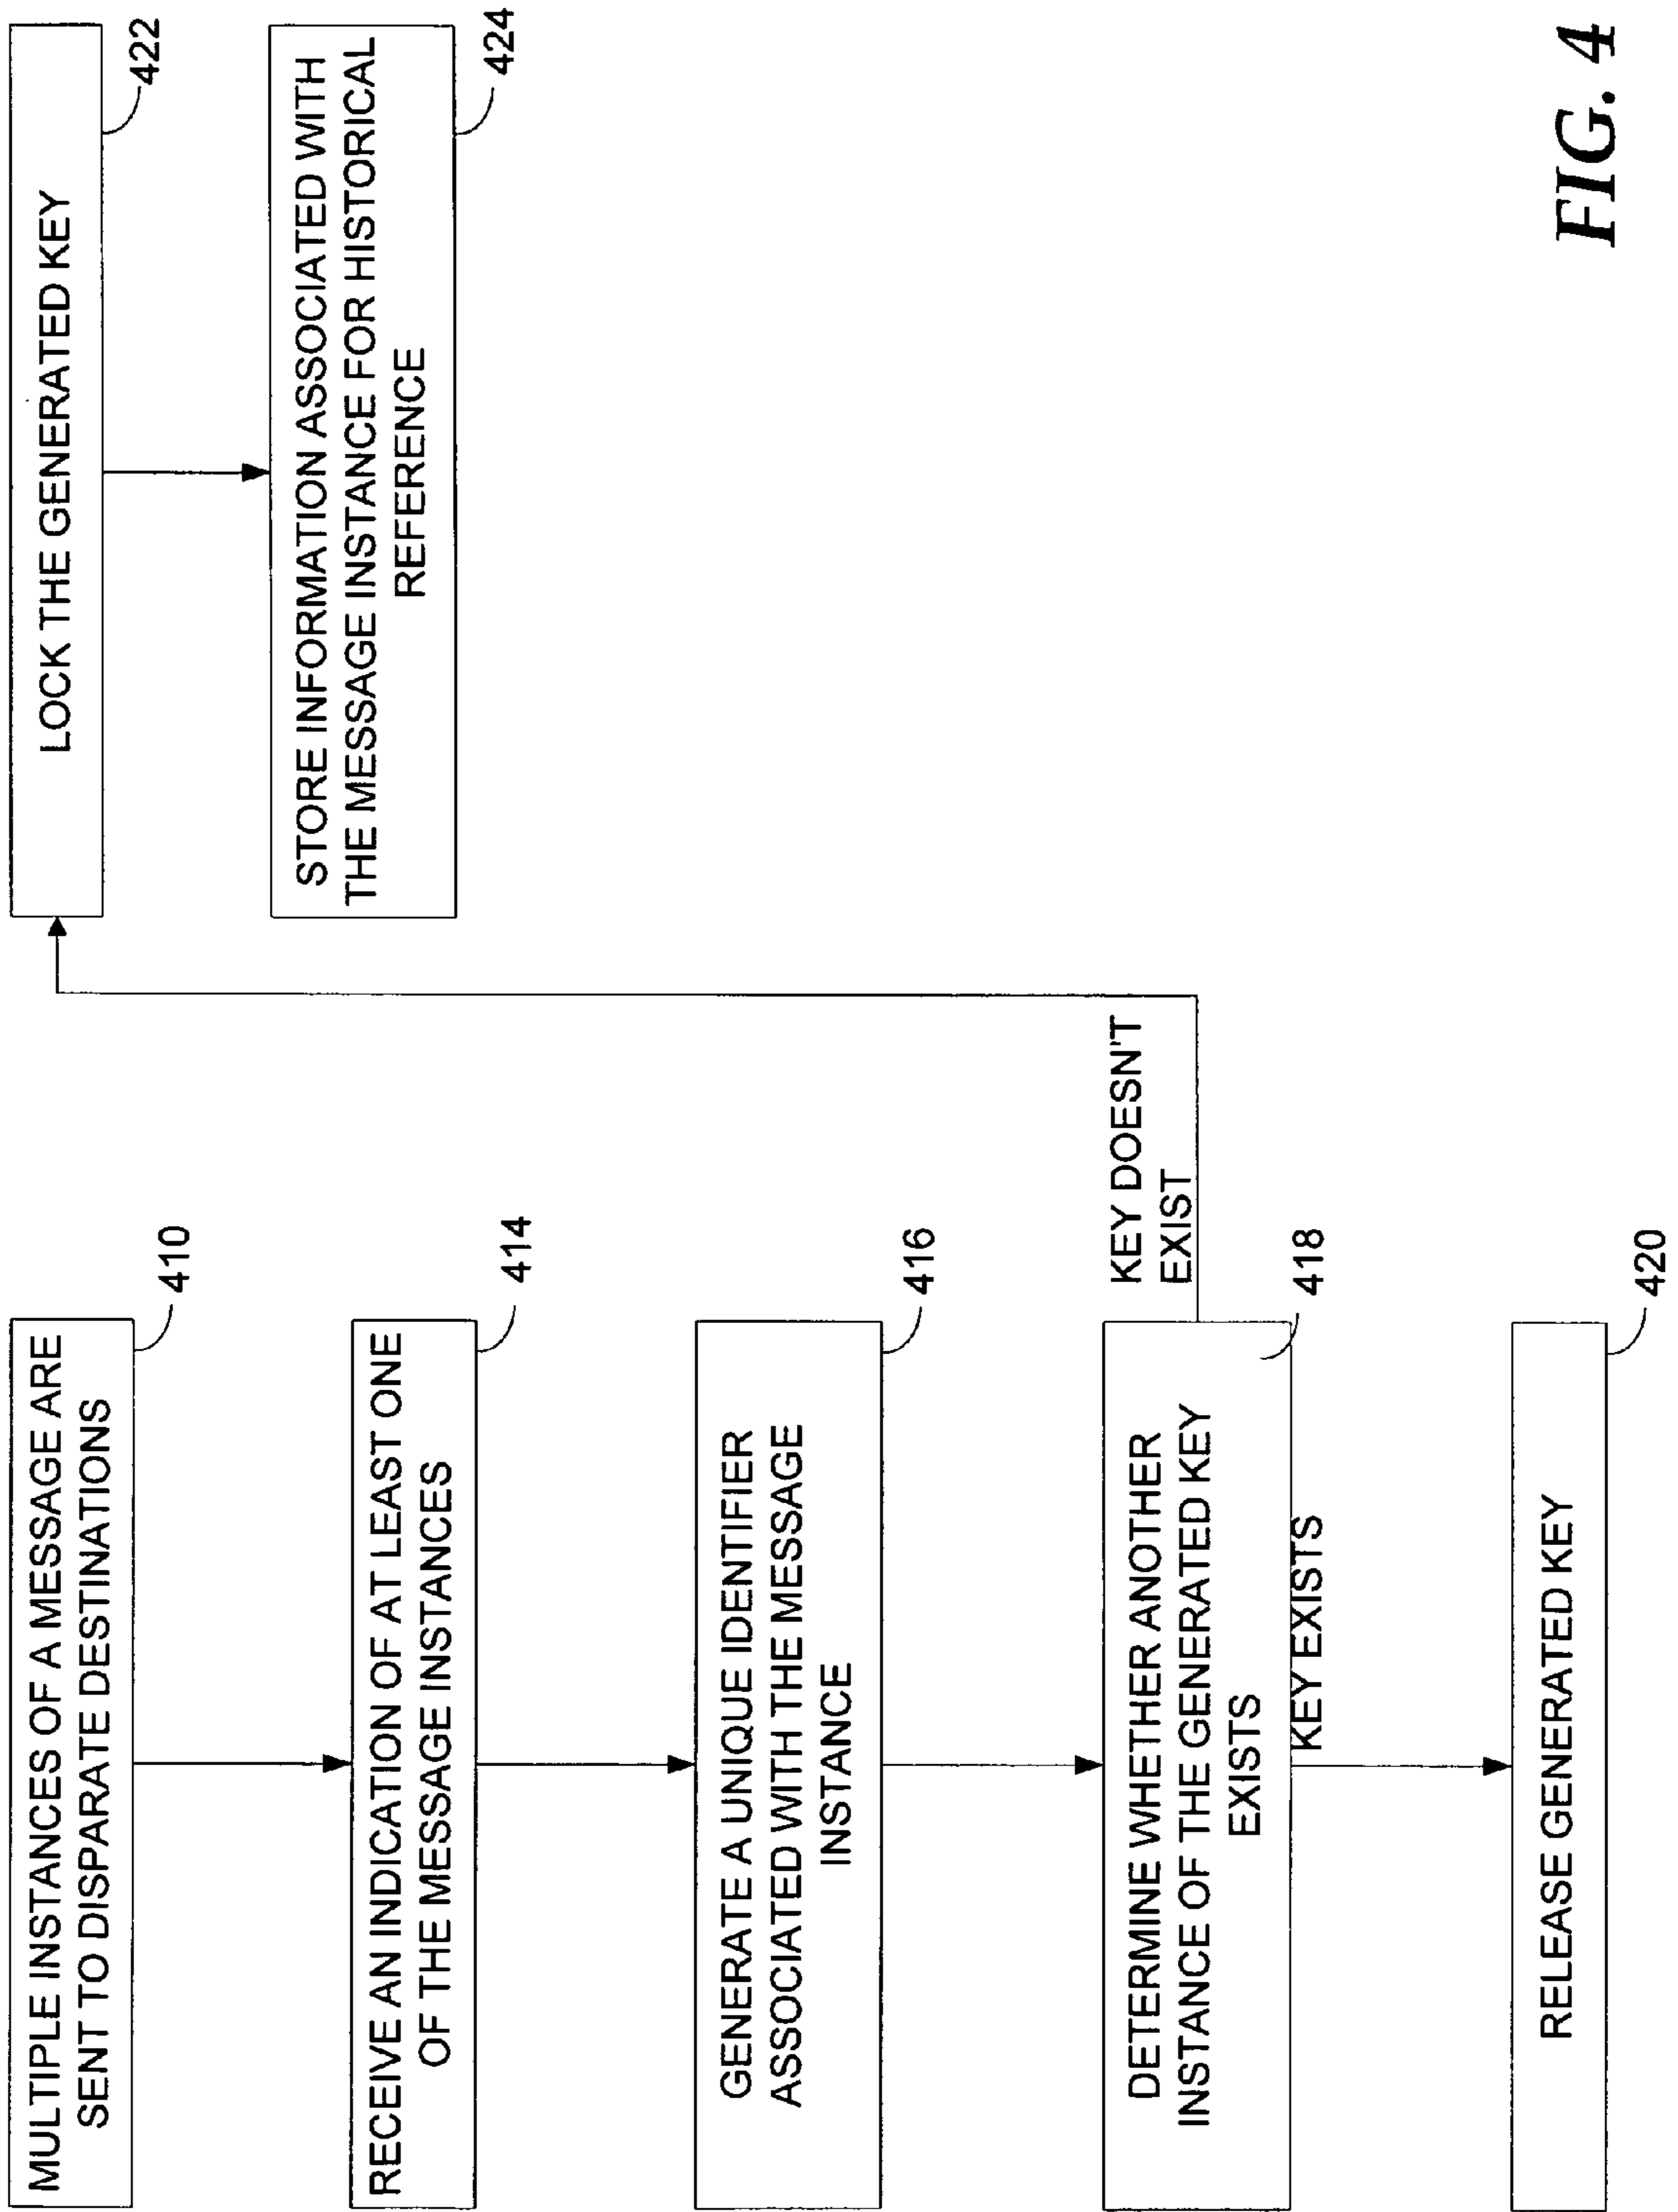 MULTIPLE INSTANCES OF A MESSAGE ARE
SENT TO DISPARATE DESTINATIONS
410
RECEIVE AN INDICATION OF AT LEAST ONE
OF THE MESSAGE INSTANCES
414
GENERATE A UNIQUE IDENTIFIER
ASSOCIATED WITH THE MESSAGE
INSTANCE
416
DETERMINE WHETHER ANOTHER
INSTANCE OF THE GENERATED KEY
EXISTS
418
KEY DOESN'T
EXIST
KEY EXISTS
RELEASE GENERATED KEY
420
LOCK THE GENERATED KEY
422
STORE INFORMATION ASSOCIATED WITH
THE MESSAGE INSTANCE FOR HISTORICAL
REFERENCE
424
FIG. 4